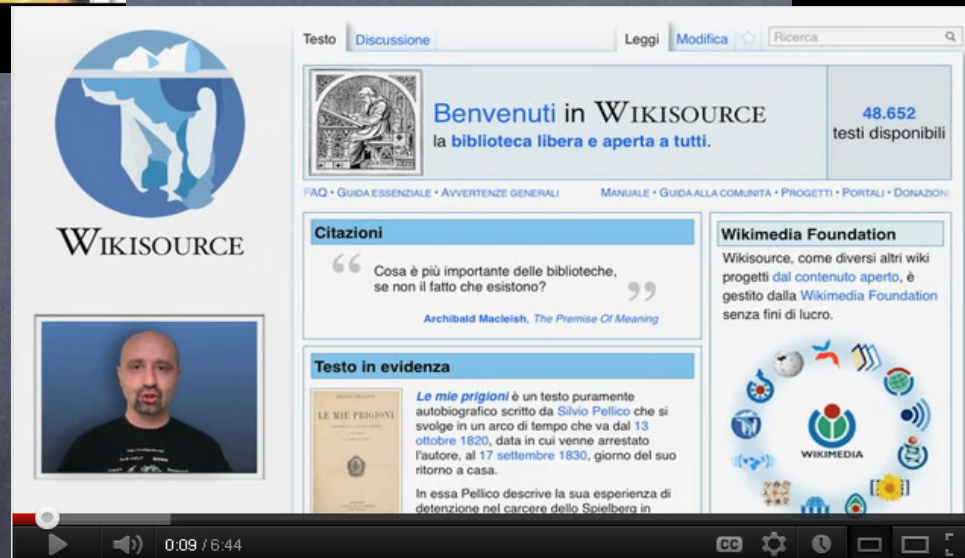 WIKISOURCE
Testo Discussione Leggi Modifica Ricerca
Benvenuti in WIKISOURCE
la biblioteca libera e aperta a tutti.
48.652
testi disponibili
FAQ • GUIDA ESSENZIALE • AVVERTENZE GENERALI MANUALE • GUIDA ALLA COMUNITÀ • PROGETTI • PORTALI • DONAZION
Citazioni
“ Cosa è più importante delle biblioteche,
se non il fatto che esistono? ”
Archibald Macleish, The Premise Of Meaning
Testo in evidenza
LE MIE PRIGIONI
Le mie prigioni è un testo puramente
autobiografico scritto da Silvio Pellico che si
svolge in un arco di tempo che va dal 13
ottobre 1820, data in cui venne arrestato
l'autore, al 17 settembre 1830, giorno del suo
ritorno a casa.
In essa Pellico descrive la sua esperienza di
detenzione nel carcere dello Spielberg in
Wikimedia Foundation
Wikisource, come diversi altri wiki
progetti dal contenuto aperto, è
gestito dalla Wikimedia Foundation
senza fini di lucro.
WIKIMEDIA
0:09 / 6:44
CC